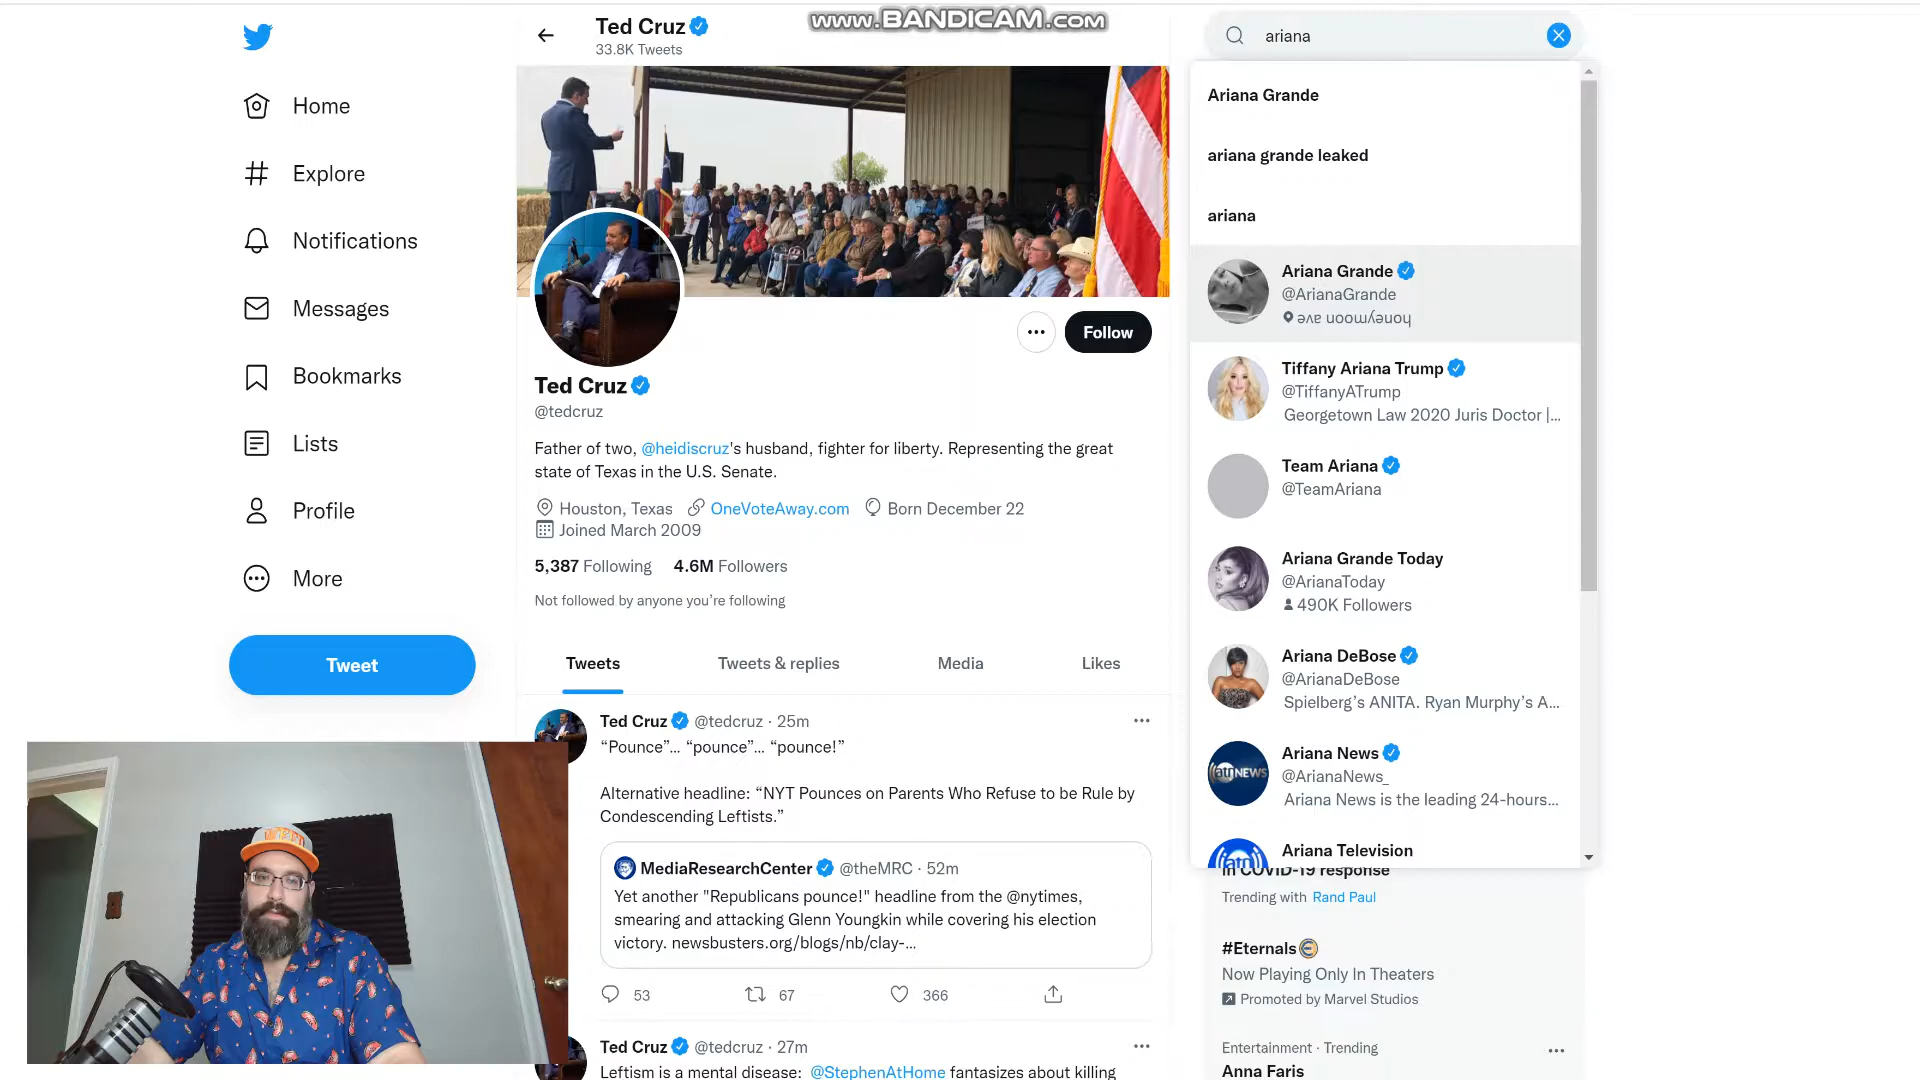 www.BANDICAM.com
Ted Cruz
33.8K Tweets
ariana
Home
Explore
Notifications
Messages
Bookmarks
Lists
Profile
More
Tweet
Follow
Ted Cruz
@tedcruz
Father of two, @heidiscruz's husband, fighter for liberty. Representing the great
state of Texas in the U.S. Senate.
Houston, Texas OneVoteAway.com Born December 22
Joined March 2009
5,387 Following 4.6M Followers
Not followed by anyone you’re following
Tweets Tweets & replies Media Likes
Ted Cruz @tedcruz · 25m
“Pounce”… “pounce”… “pounce!”
Alternative headline: “NYT Pounces on Parents Who Refuse to be Rule by
Condescending Leftists.”
MediaResearchCenter @theMRC · 52m
Yet another "Republicans pounce!" headline from the @nytimes,
smearing and attacking Glenn Youngkin while covering his election
victory. newsbusters.org/blogs/nb/clay-…
53 67 366
Ted Cruz @tedcruz · 27m
Leftism is a mental disease: @StephenAtHome fantasizes about killing
Ariana Grande
ariana grande leaked
ariana
Ariana Grande
@ArianaGrande
ǝʌɐ uooɯʎǝuoɥ
Tiffany Ariana Trump
@TiffanyATrump
Georgetown Law 2020 Juris Doctor |…
Team Ariana
@TeamAriana
Ariana Grande Today
@ArianaToday
490K Followers
Ariana DeBose
@ArianaDeBose
Spielberg’s ANITA. Ryan Murphy’s A…
atn NEWS
Ariana News
@ArianaNews_
Ariana News is the leading 24-hours…
atn
Ariana Television
in COVID-19 response
Trending with Rand Paul
#Eternals
Now Playing Only In Theaters
Promoted by Marvel Studios
Entertainment · Trending
Anna Faris